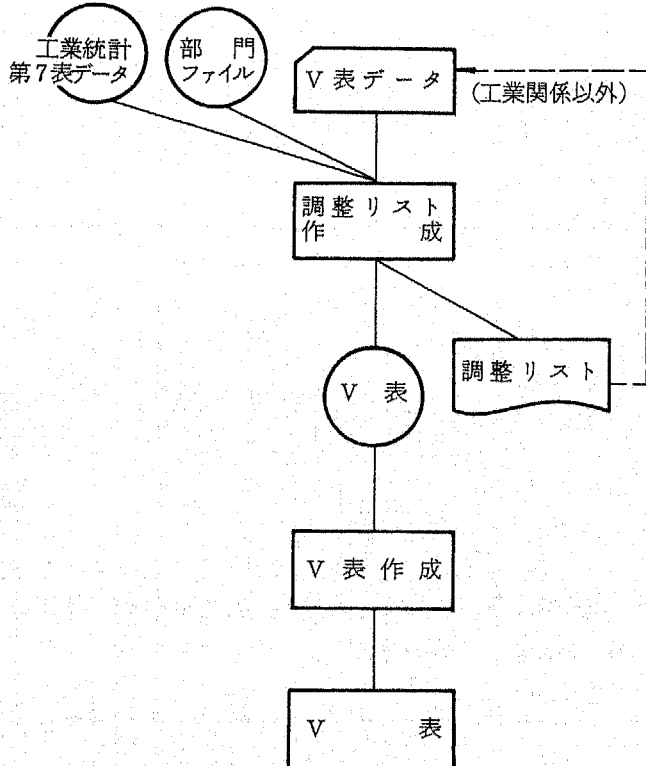 工業統計
第7表データ
部門
ファイル
V表データ
(工業関係以外)
調整リスト
作成
調整リスト
V表
V表作成
V表